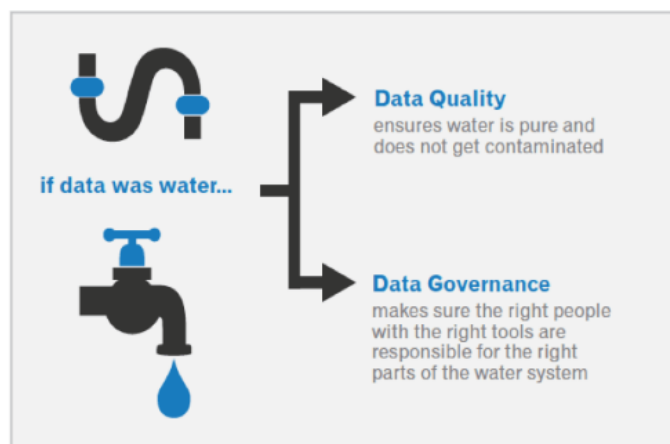 if data was water...
Data Quality
ensures water is pure and
does not get contaminated
Data Governance
makes sure the right people
with the right tools are
responsible for the right
parts of the water system